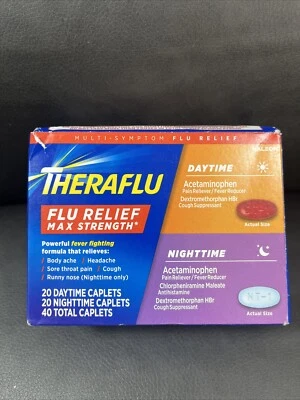 MULTI-SYMPTOM FLU RELIEF
THERAFLU
FLU RELIEF
MAX STRENGTH*
Powerful fever fighting
formula that relieves:
/ Body ache / Headache
/ Sore throat pain / Cough
/ Runny nose (Nighttime only)
20 DAYTIME CAPLETS
20 NIGHTTIME CAPLETS
40 TOTAL CAPLETS
DAYTIME
Acetaminophen
Pain Reliever / Fever Reducer
Dextromethorphan HBr
Cough Suppressant
Actual Size
NIGHTTIME
Acetaminophen
Pain Reliever / Fever Reducer
Chlorpheniramine Maleate
Antihistamine
Dextromethorphan HBr
Cough Suppressant
Actual Size